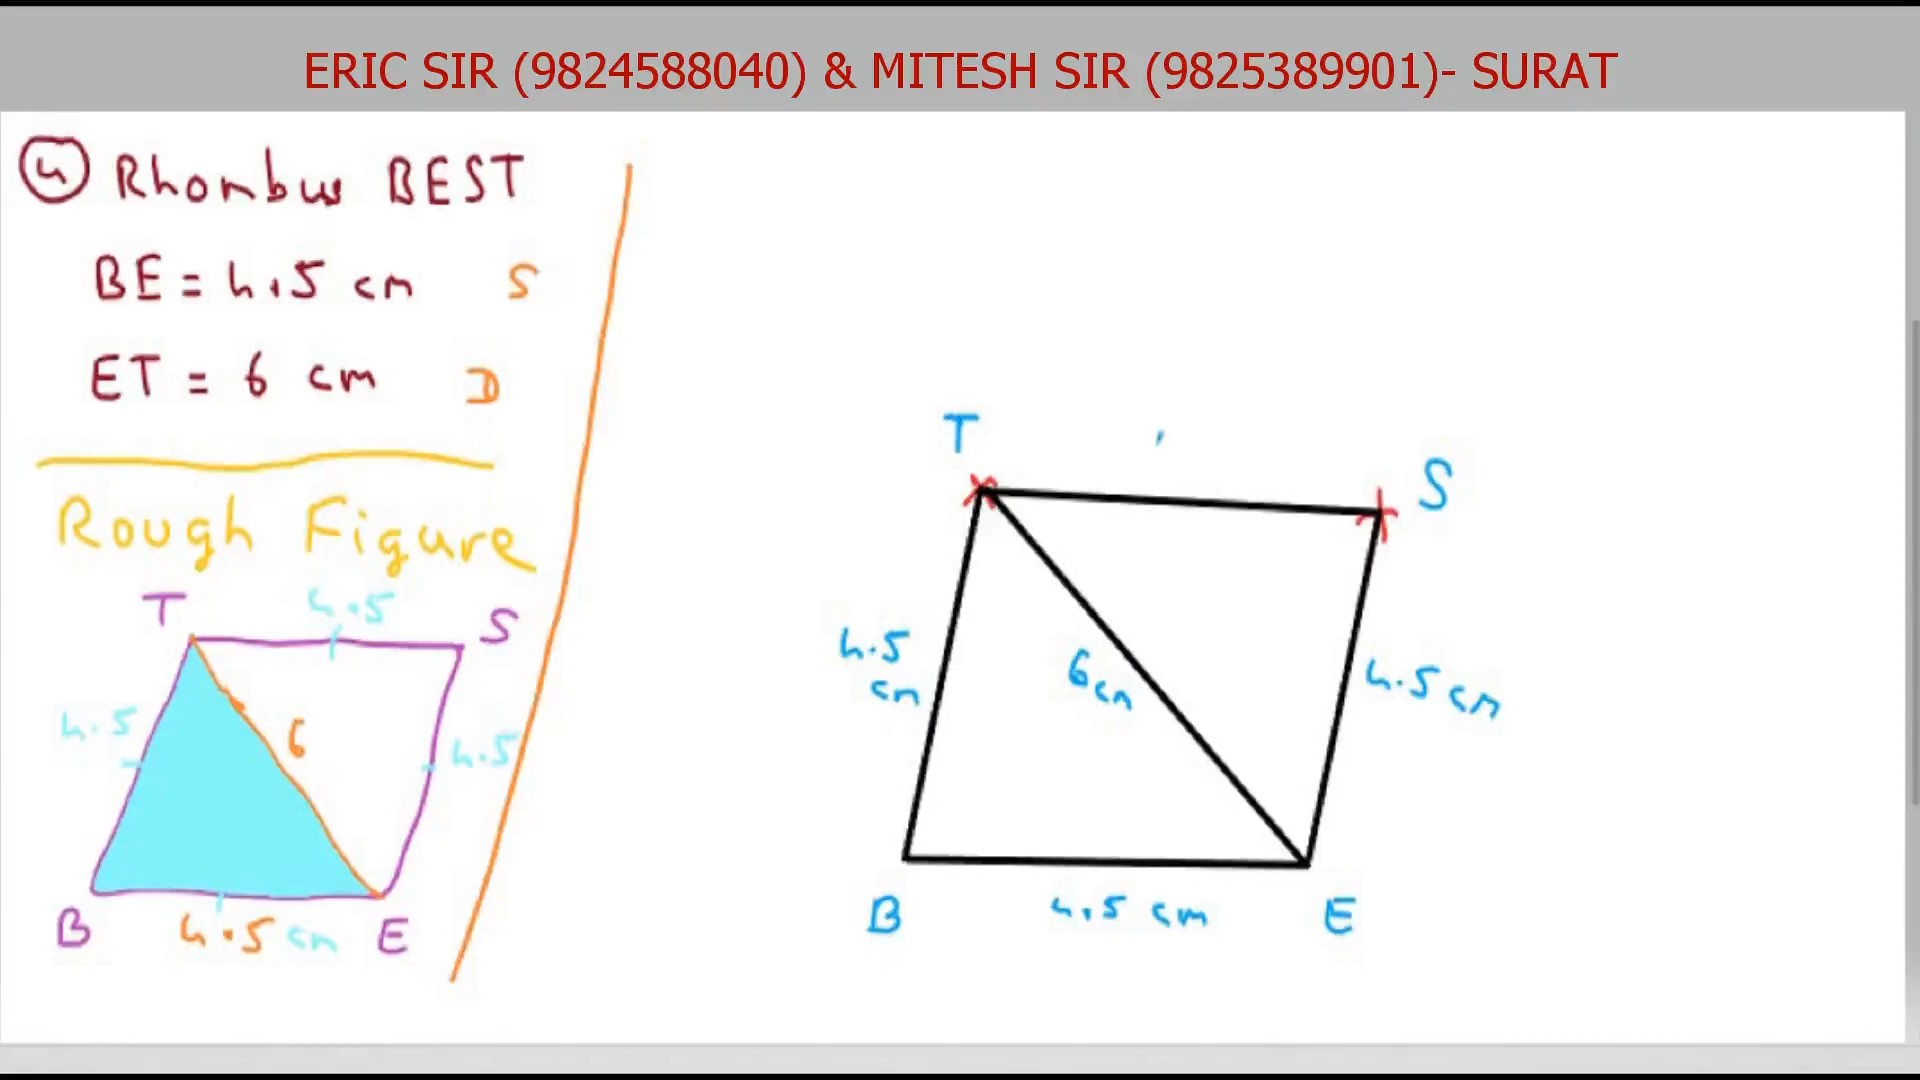 ERIC SIR (9824588040) & MITESH SIR (9825389901)- SURAT
4 Rhombus BEST
BE = 4.5 cm S
ET = 6 cm D
Rough Figure
T 4.5 S
4.5 6 4.5
B 4.5 cm E
T
S
4.5
cm
6cm
4.5 cm
B 4.5 cm E